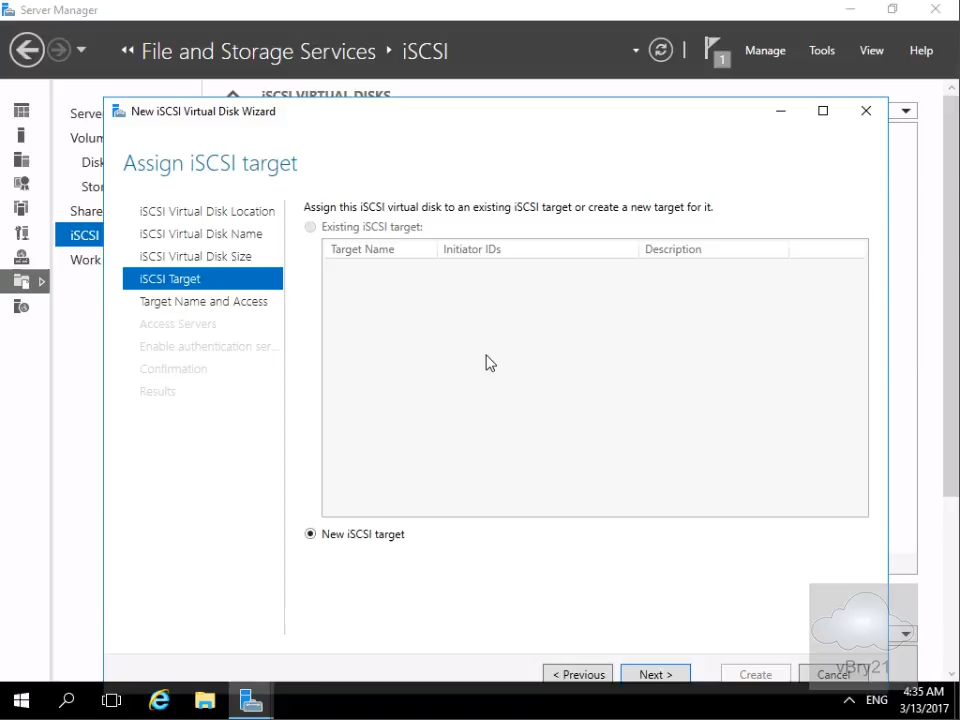 Server Manager
File and Storage Services
iSCSI
1
Manage
Tools
View
Help
iSCSI VIRTUAL DISKS
Serve
Volum
Disk
Stor
Share
iSCSI
Work
New iSCSI Virtual Disk Wizard
Assign iSCSI target
iSCSI Virtual Disk Location
iSCSI Virtual Disk Name
iSCSI Virtual Disk Size
iSCSI Target
Target Name and Access
Access Servers
Enable authentication ser...
Confirmation
Results
Assign this iSCSI virtual disk to an existing iSCSI target or create a new target for it.
Existing iSCSI target:
Target Name Initiator IDs Description
New iSCSI target
< Previous
Next >
Create
Cancel
vBry21
ENG
4:35 AM
3/13/2017